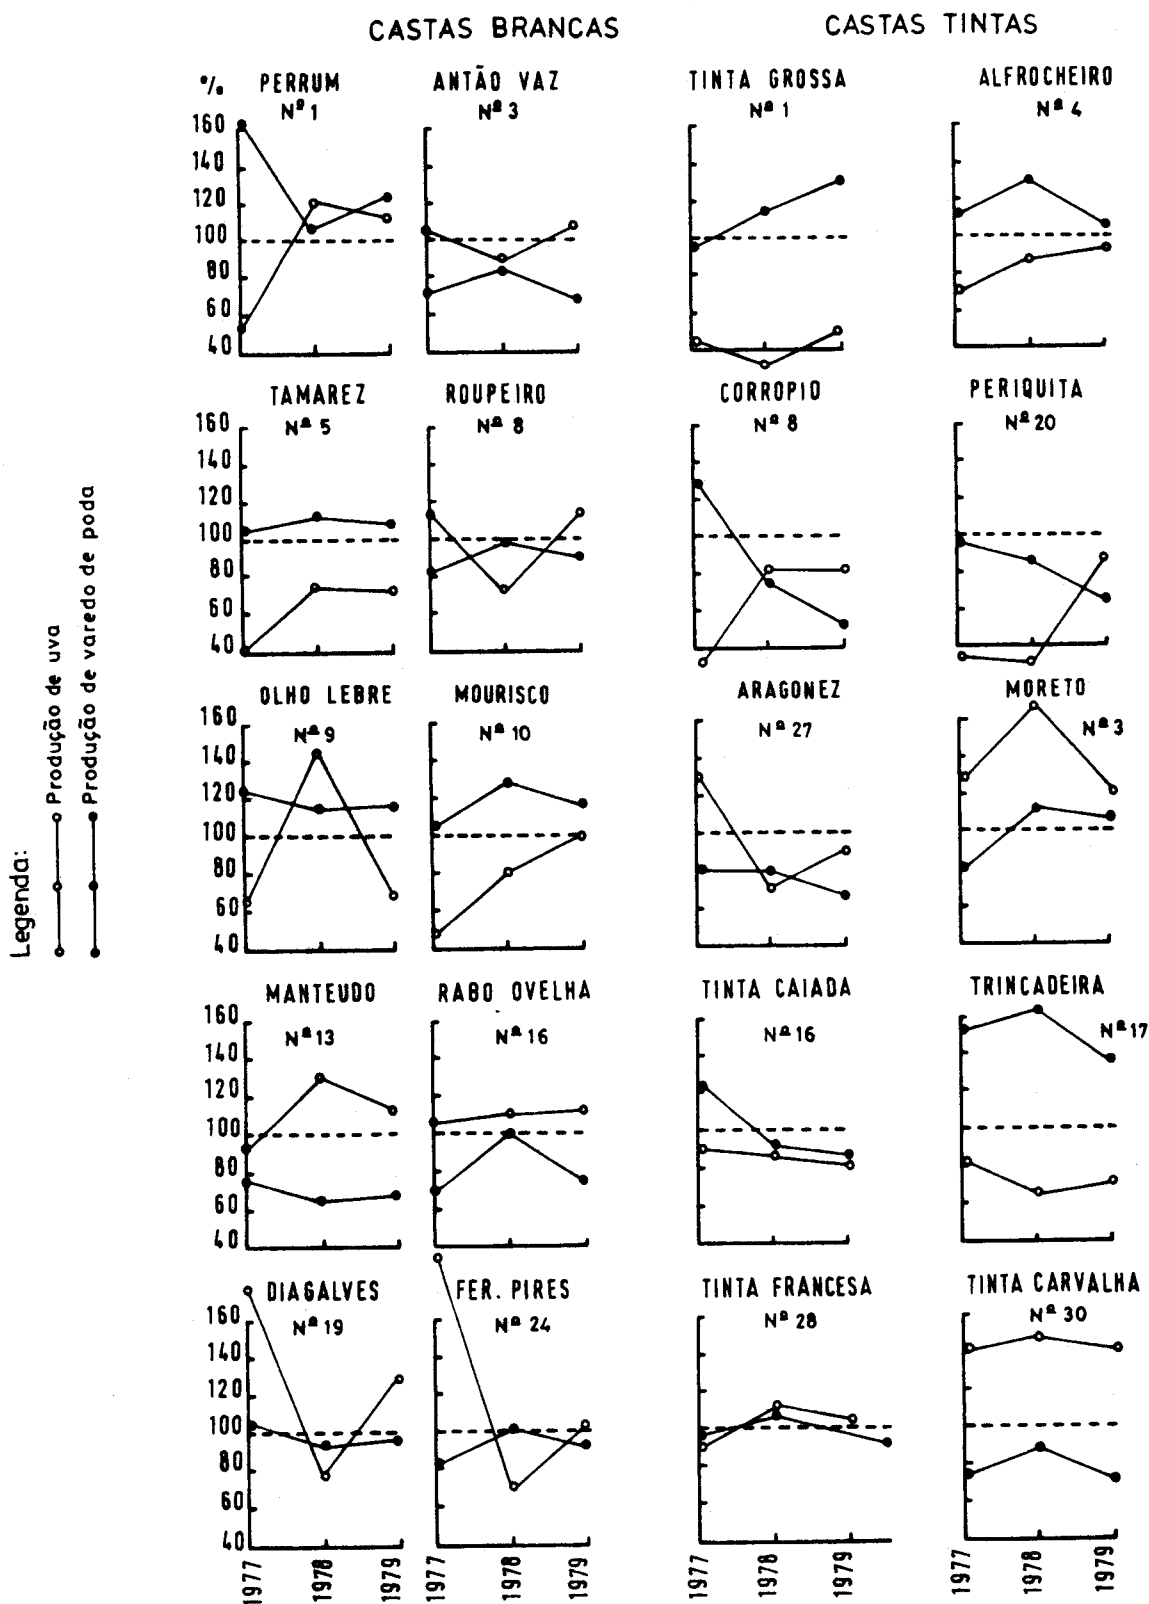 CASTAS BRANCAS
CASTAS TINTAS
%
PERRUM
Nº 1
160
140
120
100
80
60
40
ANTÃO VAZ
Nº 3
TINTA GROSSA
Nº 1
ALFROCHEIRO
Nº 4
TAMAREZ
Nº 5
160
140
120
100
80
60
40
ROUPEIRO
Nº 8
CORROPIO
Nº 8
PERIQUITA
Nº 20
OLHO LEBRE
Nº 9
160
140
120
100
80
60
40
MOURISCO
Nº 10
ARAGONEZ
Nº 27
MORETO
Nº 3
MANTEUDO
Nº 13
160
140
120
100
80
60
40
RABO OVELHA
Nº 16
TINTA CAIADA
Nº 16
TRINCADEIRA
Nº 17
DIAGALVES
Nº 19
160
140
120
100
80
60
40
FER. PIRES
Nº 24
TINTA FRANCESA
Nº 28
TINTA CARVALHA
Nº 30
1977
1978
1979
1977
1978
1979
1977
1978
1979
1977
1978
1979
Legenda:
Produção de uva
Produção de varedo de poda